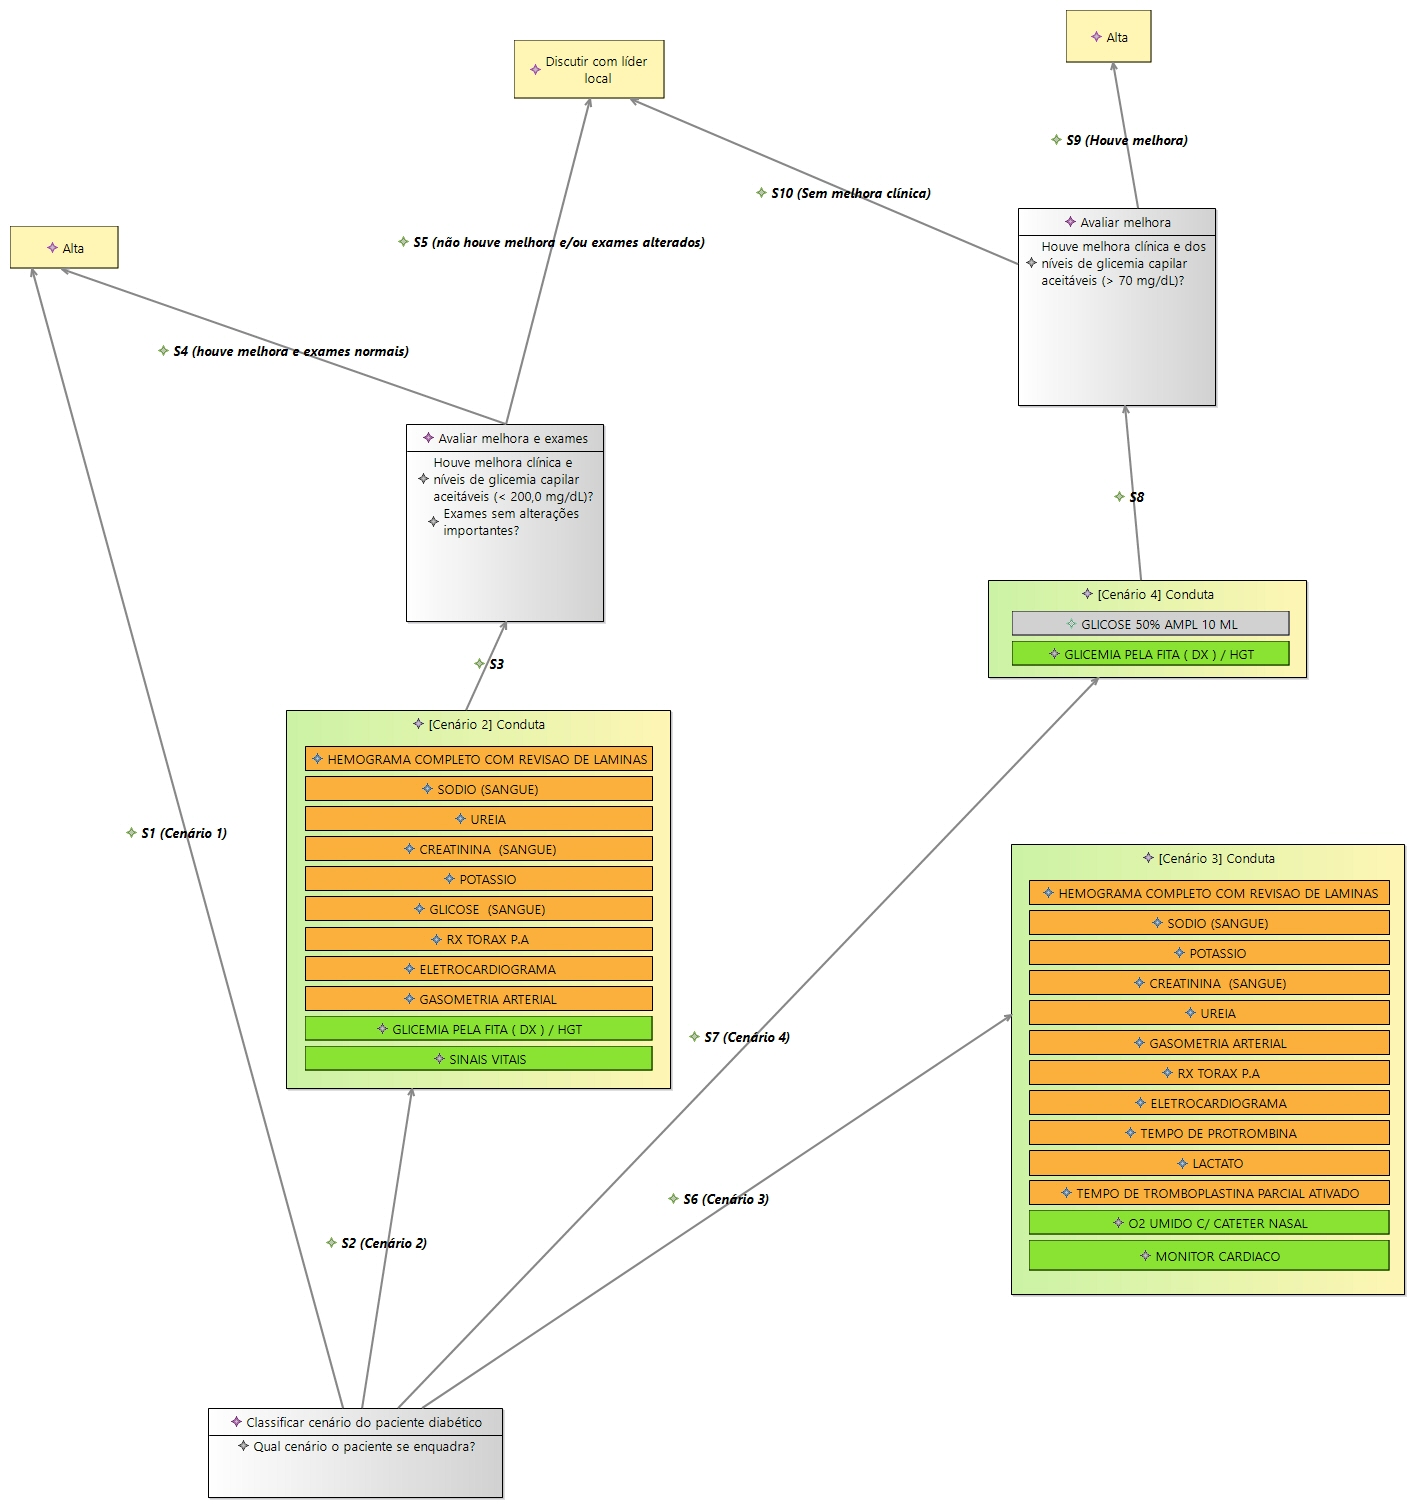 Alta
Discutir com líder
local
S9 (Houve melhora)
S10 (Sem melhora clínica)
Avaliar melhora
Houve melhora clínica e dos
níveis de glicemia capilar
aceitáveis (> 70 mg/dL)?
S5 (não houve melhora e/ou exames alterados)
Alta
S4 (houve melhora e exames normais)
Avaliar melhora e exames
Houve melhora clínica e
níveis de glicemia capilar
aceitáveis (< 200,0 mg/dL)?
Exames sem alterações
importantes?
S8
[Cenário 4] Conduta
GLICOSE 50% AMPL 10 ML
GLICEMIA PELA FITA ( DX ) / HGT
S3
[Cenário 2] Conduta
HEMOGRAMA COMPLETO COM REVISAO DE LAMINAS
SODIO (SANGUE)
UREIA
CREATININA  (SANGUE)
POTASSIO
GLICOSE  (SANGUE)
RX TORAX P.A
ELETROCARDIOGRAMA
GASOMETRIA ARTERIAL
GLICEMIA PELA FITA ( DX ) / HGT
SINAIS VITAIS
S1 (Cenário 1)
[Cenário 3] Conduta
HEMOGRAMA COMPLETO COM REVISAO DE LAMINAS
SODIO (SANGUE)
POTASSIO
CREATININA  (SANGUE)
UREIA
GASOMETRIA ARTERIAL
RX TORAX P.A
ELETROCARDIOGRAMA
TEMPO DE PROTROMBINA
LACTATO
TEMPO DE TROMBOPLASTINA PARCIAL ATIVADO
O2 UMIDO C/ CATETER NASAL
MONITOR CARDIACO
S7 (Cenário 4)
S6 (Cenário 3)
S2 (Cenário 2)
Classificar cenário do paciente diabético
Qual cenário o paciente se enquadra?